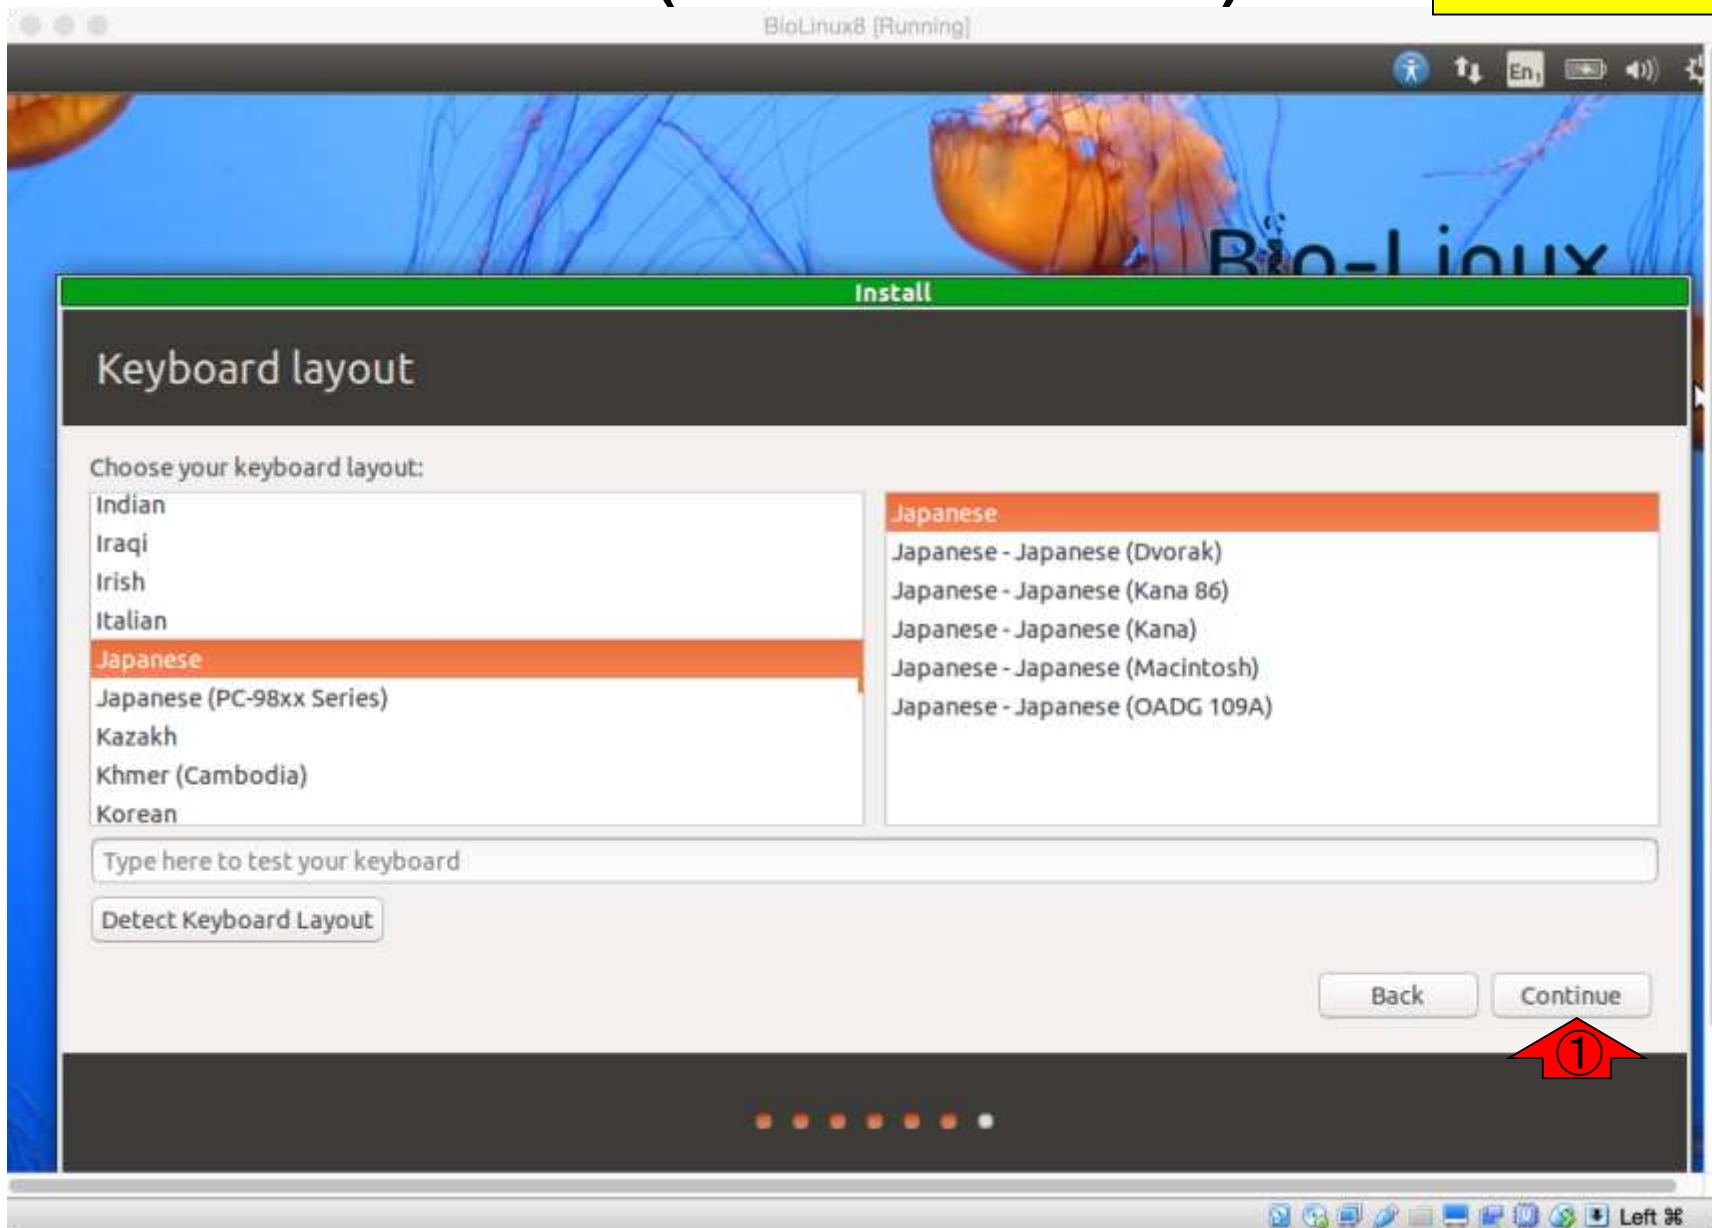 BioLinux8 [Running]
En1
Bio-Linux
Install
Keyboard layout
Choose your keyboard layout:
Indian
Iraqi
Irish
Italian
Japanese
Japanese (PC-98xx Series)
Kazakh
Khmer (Cambodia)
Korean
Japanese
Japanese - Japanese (Dvorak)
Japanese - Japanese (Kana 86)
Japanese - Japanese (Kana)
Japanese - Japanese (Macintosh)
Japanese - Japanese (OADG 109A)
Type here to test your keyboard
Detect Keyboard Layout
Back
Continue
①
Left ⌘